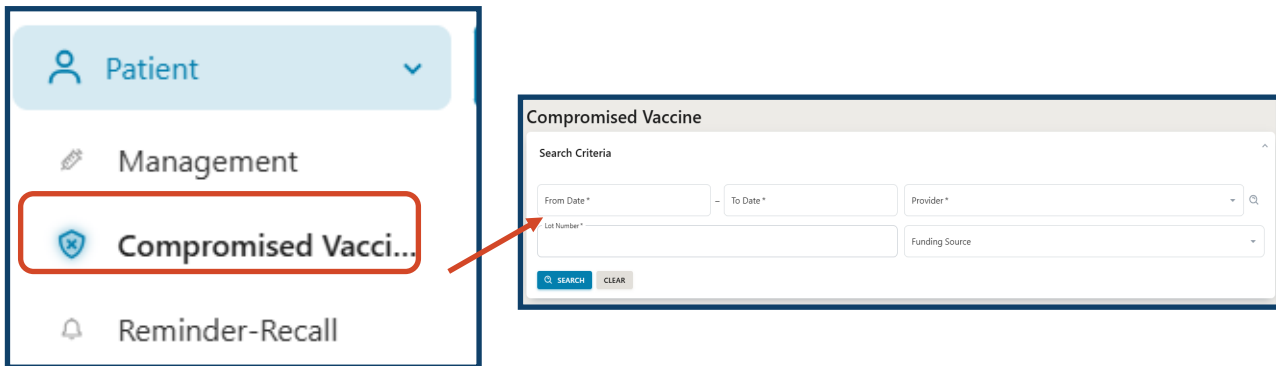 Patient
Management
Compromised Vacci...
Reminder-Recall
Compromised Vaccine
Search Criteria
From Date * – To Date * Provider *
Lot Number * Funding Source
SEARCH CLEAR